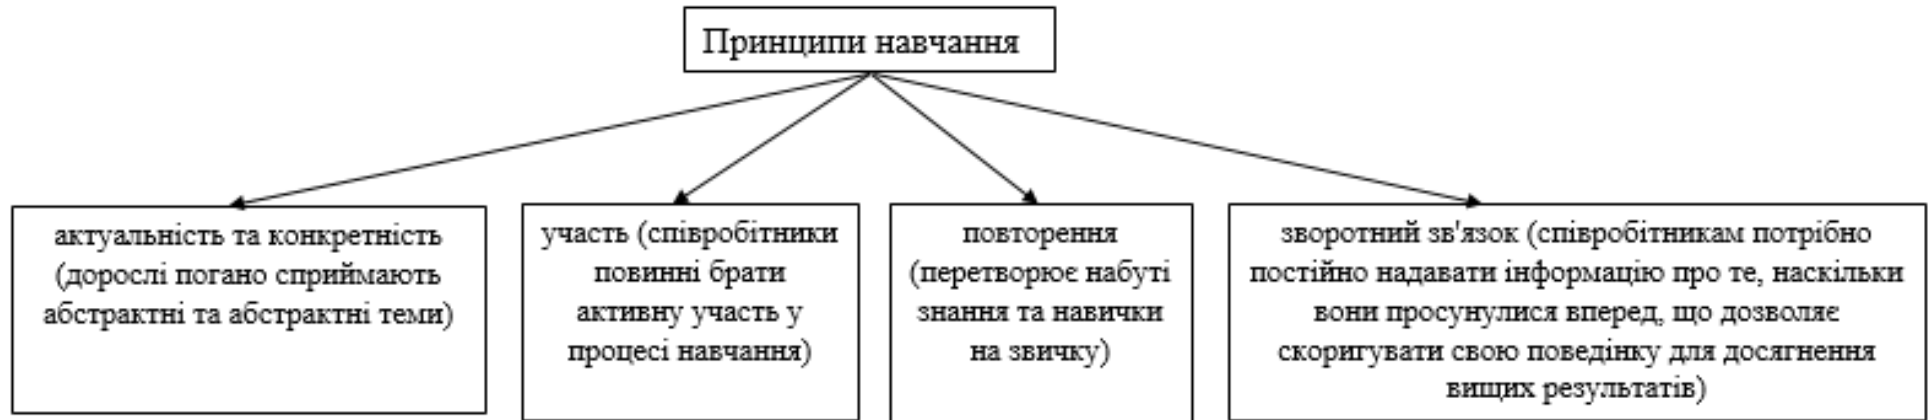 Принципи навчання
актуальність та конкретність
(дорослі погано сприймають
абстрактні та абстрактні теми)
участь (співробітники
повинні брати
активну участь у
процесі навчання)
повторення
(перетворює набуті
знання та навички
на звичку)
зворотний зв'язок (співробітникам потрібно
постійно надавати інформацію про те, наскільки
вони просунулися вперед, що дозволяє
скоригувати свою поведінку для досягнення
вищих результатів)